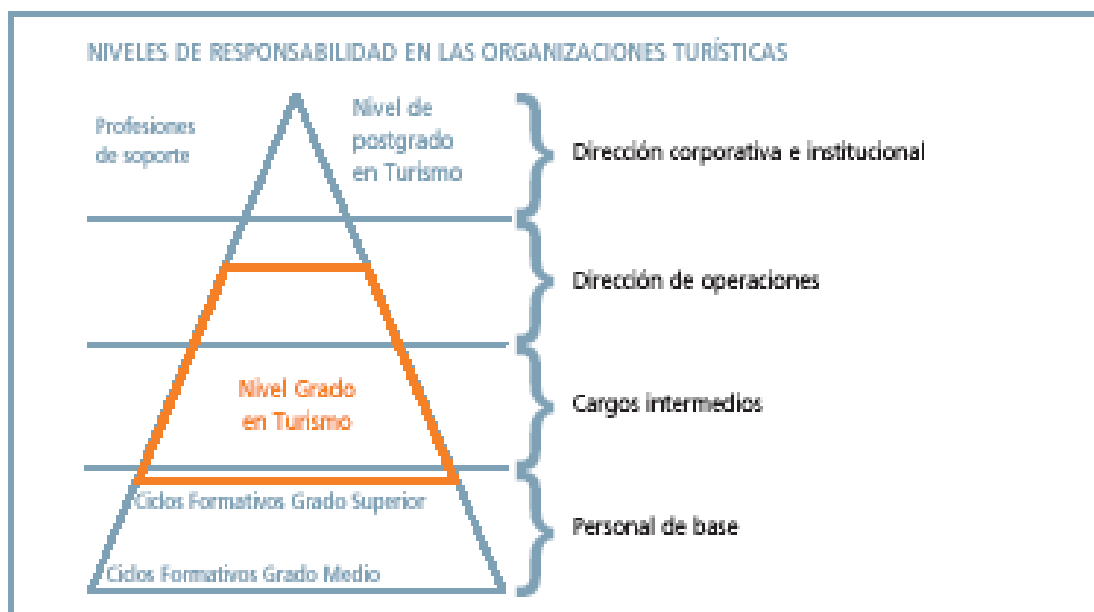 NIVELES DE RESPONSABILIDAD EN LAS ORGANIZACIONES TURÍSTICAS
Profesiones
de soporte
Nivel de
postgrado
en Turismo
Dirección corporativa e institucional
Dirección de operaciones
Nivel Grado
en Turismo
Cargos intermedios
Ciclos Formativos Grado Superior
Personal de base
Ciclos Formativos Grado Medio